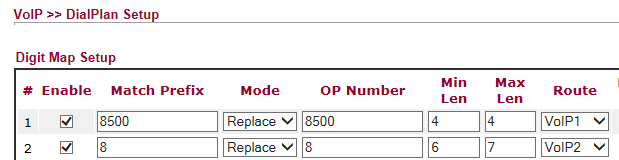 VoIP >> DialPlan Setup
Digit Map Setup
# Enable Match Prefix Mode OP Number Min Len Max Len Route
1 8500 Replace 8500 4 4 VoIP1
2 8 Replace 8 6 7 VoIP2